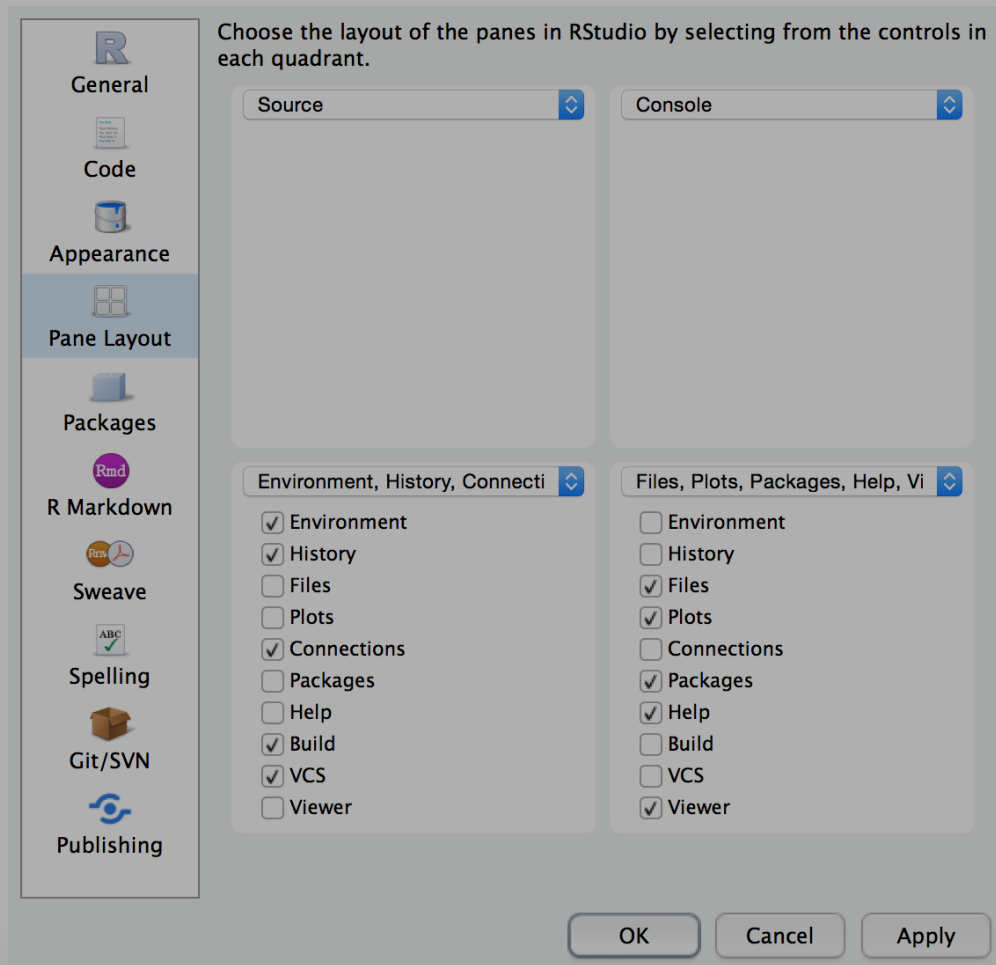 Choose the layout of the panes in RStudio by selecting from the controls in
each quadrant.
General
Code
Appearance
Pane Layout
Packages
Rmd
R Markdown
Rnw
Sweave
ABC
Spelling
Git/SVN
Publishing
Source
Console
Environment, History, Connecti
Environment
History
Files
Plots
Connections
Packages
Help
Build
VCS
Viewer
Files, Plots, Packages, Help, Vi
Environment
History
Files
Plots
Connections
Packages
Help
Build
VCS
Viewer
OK
Cancel
Apply